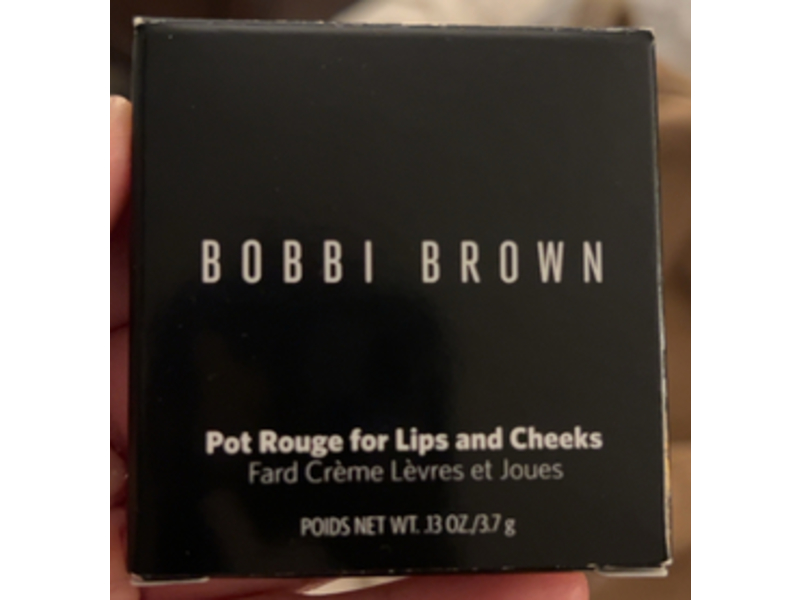 BOBBI BROWN
Pot Rouge for Lips and Cheeks
Fard Crème Lèvres et Joues
POIDS NET WT. .13 OZ./3.7 g